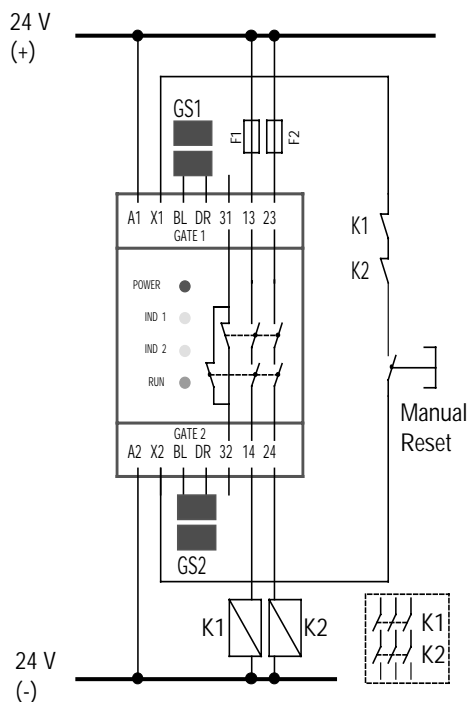 24 V
(+)
GS1
F1
F2
A1 X1 BL DR 31 13 23
GATE 1
K1
K2
POWER
IND 1
IND 2
RUN
Manual
Reset
GATE 2
A2 X2 BL DR 32 14 24
GS2
K1
K2
K1
K2
24 V
(-)